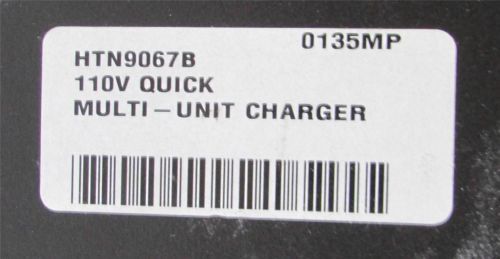 0135MP
HTN9067B
110V QUICK
MULTI – UNIT CHARGER